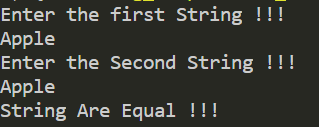 Enter the first String !!!
Apple
Enter the Second String !!!
Apple
String Are Equal !!!